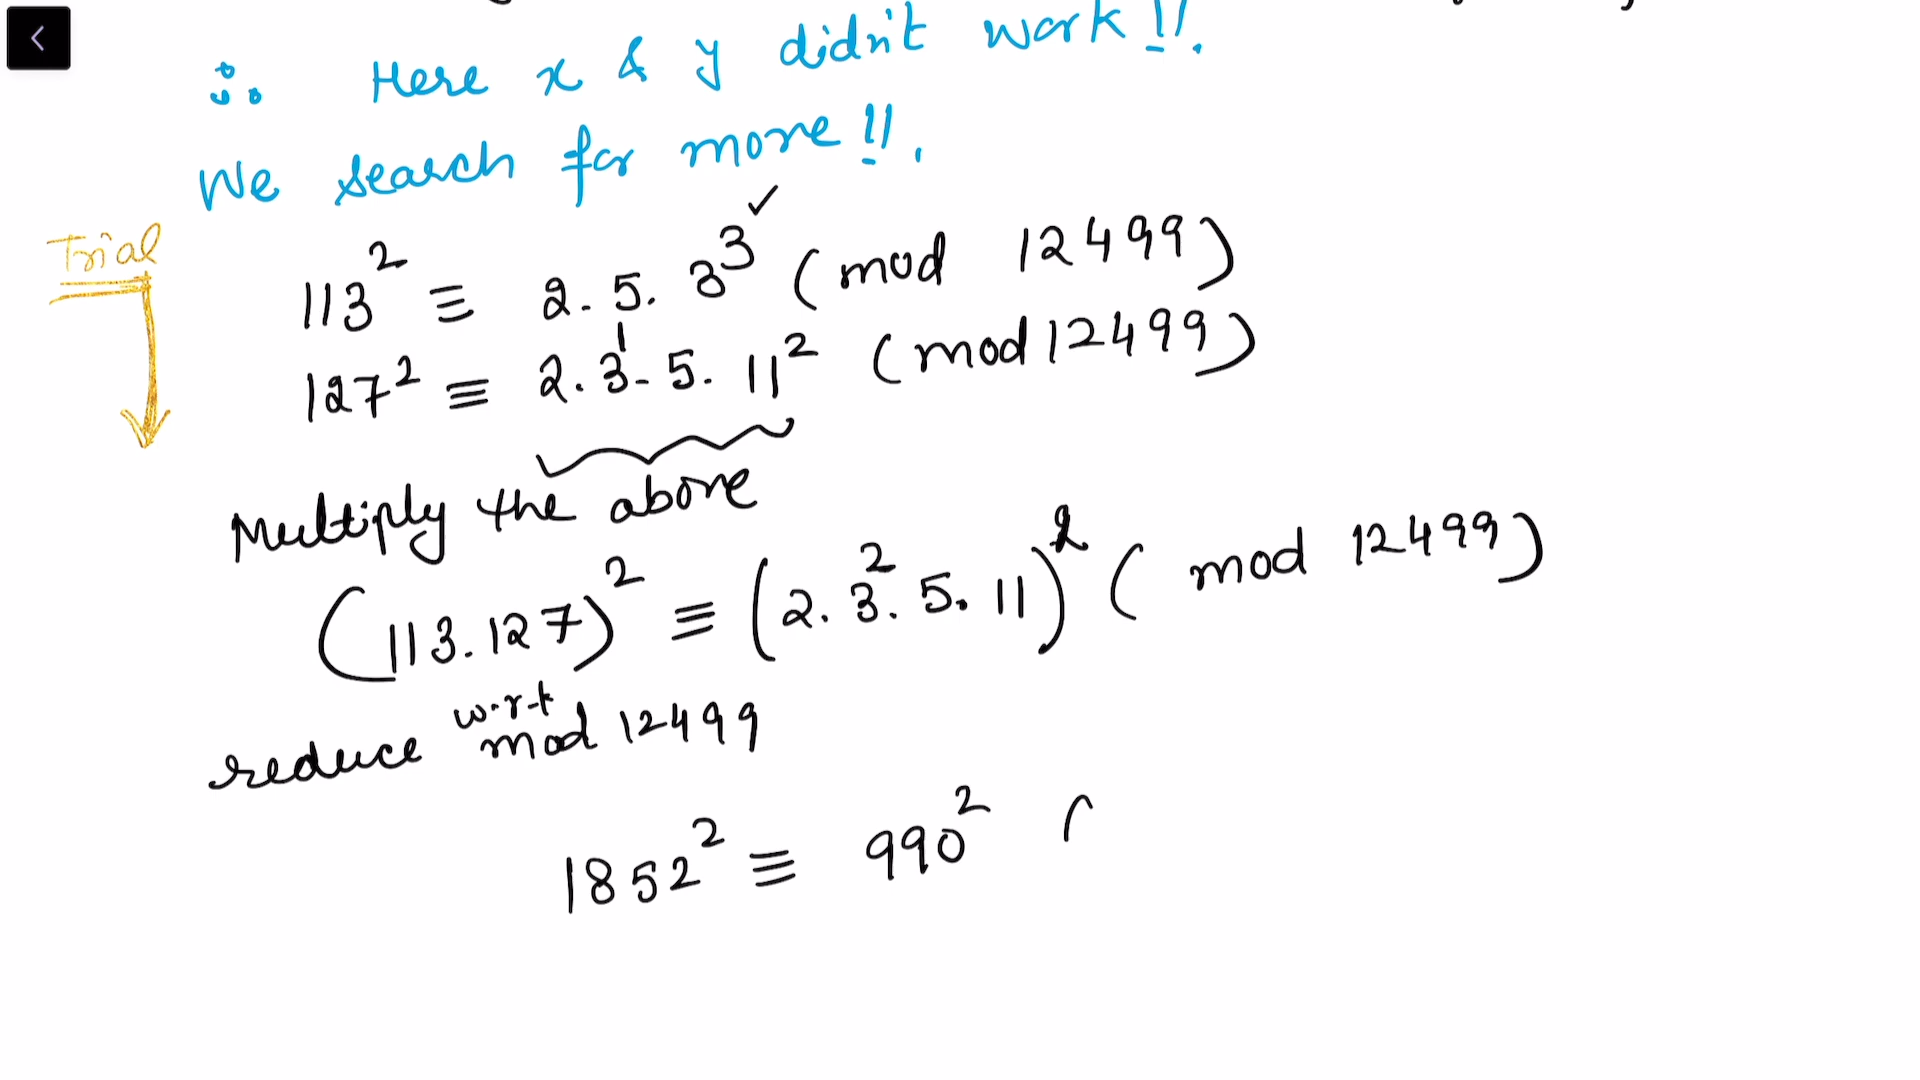 ∴ Here x & y didn't work!!.
We search for more!!.
Trial
113² ≡ 2. 5. 3³ ✓ (mod 12499)
127² ≡ 2. 3¹. 5. 11² (mod 12499)
Multiply the above
(113.127)² ≡ (2. 3². 5. 11)² ( mod 12499)
reduce w.r.t mod 12499
1852² ≡ 990² (